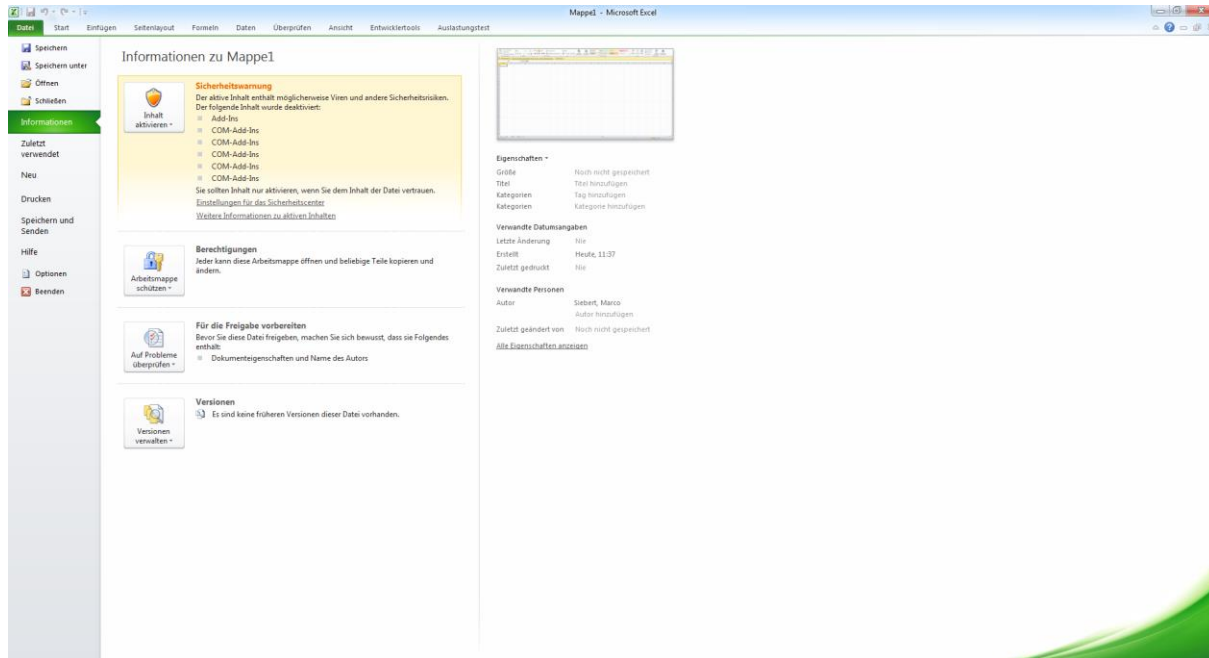 Mappe1 - Microsoft Excel
Datei Start Einfügen Seitenlayout Formeln Daten Überprüfen Ansicht Entwicklertools Auslastungstest
Speichern
Speichern unter
Öffnen
Schließen
Informationen
Zuletzt
verwendet
Neu
Drucken
Speichern und
Senden
Hilfe
Optionen
Beenden
Informationen zu Mappe1
Inhalt
aktivieren
Sicherheitswarnung
Der aktive Inhalt enthält möglicherweise Viren und andere Sicherheitsrisiken.
Der folgende Inhalt wurde deaktiviert:
Add-Ins
COM-Add-Ins
COM-Add-Ins
COM-Add-Ins
COM-Add-Ins
COM-Add-Ins
Sie sollten Inhalt nur aktivieren, wenn Sie dem Inhalt der Datei vertrauen.
Einstellungen für das Sicherheitscenter
Weitere Informationen zu aktiven Inhalten
Arbeitsmappe
schützen
Berechtigungen
Jeder kann diese Arbeitsmappe öffnen und beliebige Teile kopieren und
ändern.
Auf Probleme
überprüfen
Für die Freigabe vorbereiten
Bevor Sie diese Datei freigeben, machen Sie sich bewusst, dass sie Folgendes
enthält:
Dokumenteigenschaften und Name des Autors
Versionen
verwalten
Versionen
Es sind keine früheren Versionen dieser Datei vorhanden.
Eigenschaften
Größe Noch nicht gespeichert
Titel Titel hinzufügen
Kategorien Tag hinzufügen
Kategorien Kategorie hinzufügen
Verwandte Datumsangaben
Letzte Änderung Nie
Erstellt Heute, 11:37
Zuletzt gedruckt Nie
Verwandte Personen
Autor Siebert, Marco
Autor hinzufügen
Zuletzt geändert von Noch nicht gespeichert
Alle Eigenschaften anzeigen